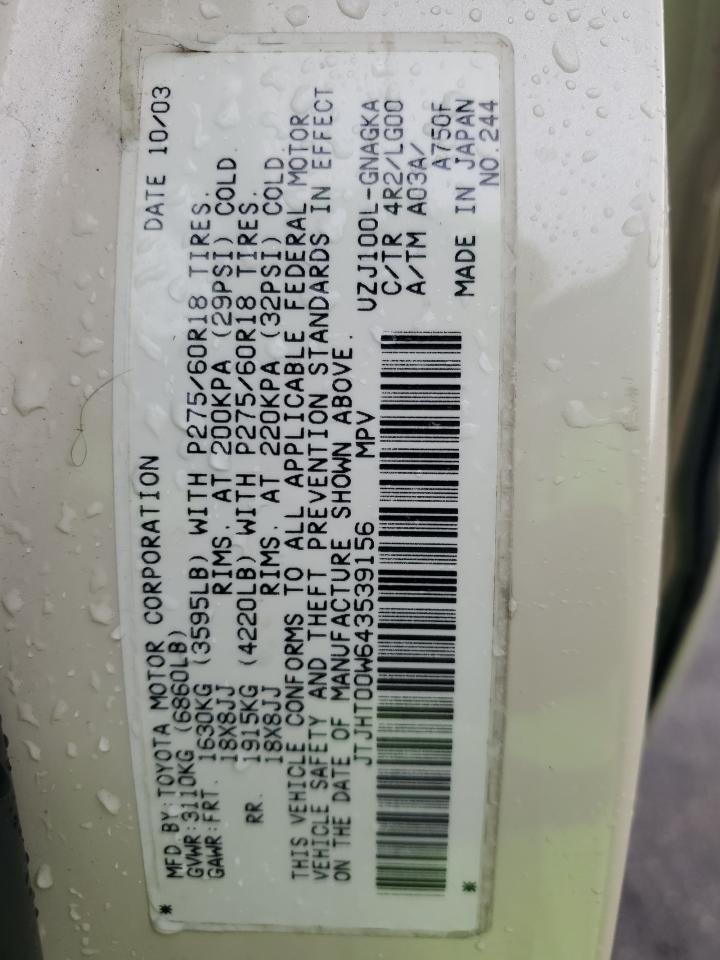 MFD BY:TOYOTA MOTOR CORPORATION DATE 10/03
GVWR:3110KG (6860LB)
GAWR:FRT. 1630KG (3595LB) WITH P275/60R18 TIRES.
18X8JJ RIMS. AT 200KPA (29PSI) COLD.
RR. 1915KG (4220LB) WITH P275/60R18 TIRES.
18X8JJ RIMS. AT 220KPA (32PSI) COLD.
THIS VEHICLE CONFORMS TO ALL APPLICABLE FEDERAL MOTOR
VEHICLE SAFETY AND THEFT PREVENTION STANDARDS IN EFFECT
ON THE DATE OF MANUFACTURE SHOWN ABOVE.
JTJHT00W643539156 MPV
UZJ100L-GNAGKA
C/TR 4R2/LG00
A/TM A03A/
A750F
MADE IN JAPAN
NO.244